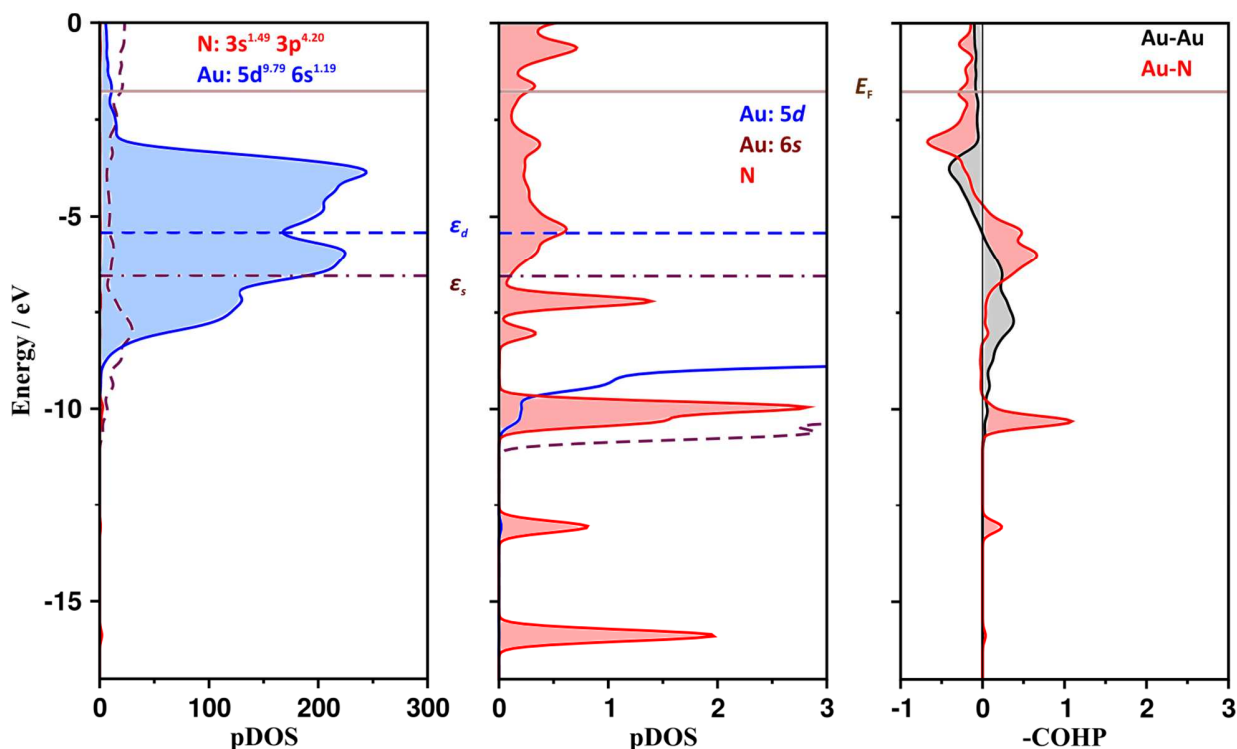 N: 3s1.49 3p4.20
Au: 5d9.79 6s1.19
Au: 5d
Au: 6s
N
Au-Au
Au-N
EF
εd
εs
Energy / eV
0
-5
-10
-15
0 100 200 300
pDOS
0 1 2 3
pDOS
-1 0 1 2 3
-COHP